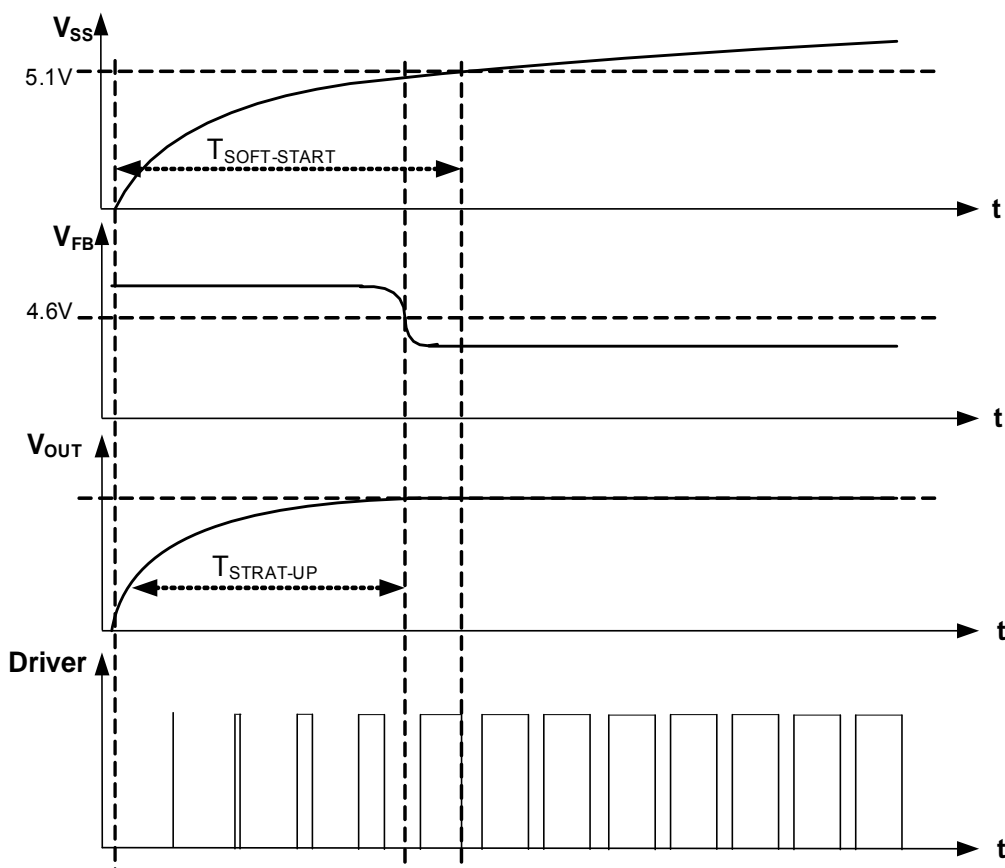 VSS
5.1V
TSOFT-START
t
VFB
4.6V
t
VOUT
TSTRAT-UP
t
Driver
t